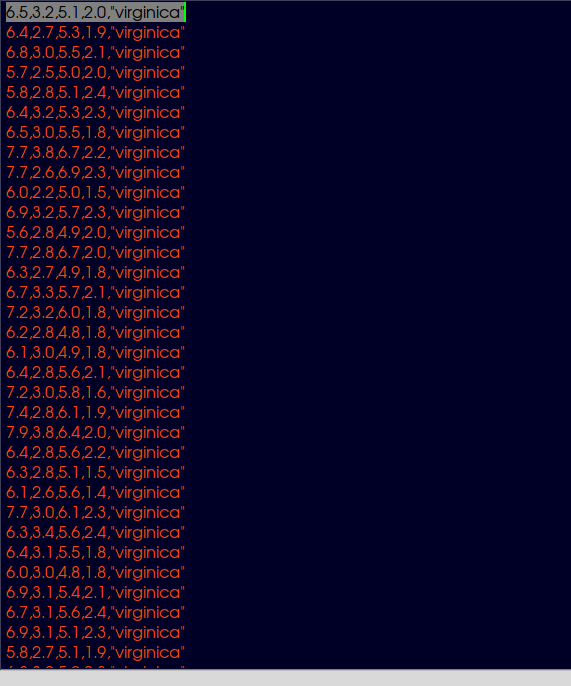 6.5,3.2,5.1,2.0,"virginica"
6.4,2.7,5.3,1.9,"virginica"
6.8,3.0,5.5,2.1,"virginica"
5.7,2.5,5.0,2.0,"virginica"
5.8,2.8,5.1,2.4,"virginica"
6.4,3.2,5.3,2.3,"virginica"
6.5,3.0,5.5,1.8,"virginica"
7.7,3.8,6.7,2.2,"virginica"
7.7,2.6,6.9,2.3,"virginica"
6.0,2.2,5.0,1.5,"virginica"
6.9,3.2,5.7,2.3,"virginica"
5.6,2.8,4.9,2.0,"virginica"
7.7,2.8,6.7,2.0,"virginica"
6.3,2.7,4.9,1.8,"virginica"
6.7,3.3,5.7,2.1,"virginica"
7.2,3.2,6.0,1.8,"virginica"
6.2,2.8,4.8,1.8,"virginica"
6.1,3.0,4.9,1.8,"virginica"
6.4,2.8,5.6,2.1,"virginica"
7.2,3.0,5.8,1.6,"virginica"
7.4,2.8,6.1,1.9,"virginica"
7.9,3.8,6.4,2.0,"virginica"
6.4,2.8,5.6,2.2,"virginica"
6.3,2.8,5.1,1.5,"virginica"
6.1,2.6,5.6,1.4,"virginica"
7.7,3.0,6.1,2.3,"virginica"
6.3,3.4,5.6,2.4,"virginica"
6.4,3.1,5.5,1.8,"virginica"
6.0,3.0,4.8,1.8,"virginica"
6.9,3.1,5.4,2.1,"virginica"
6.7,3.1,5.6,2.4,"virginica"
6.9,3.1,5.1,2.3,"virginica"
5.8,2.7,5.1,1.9,"virginica"